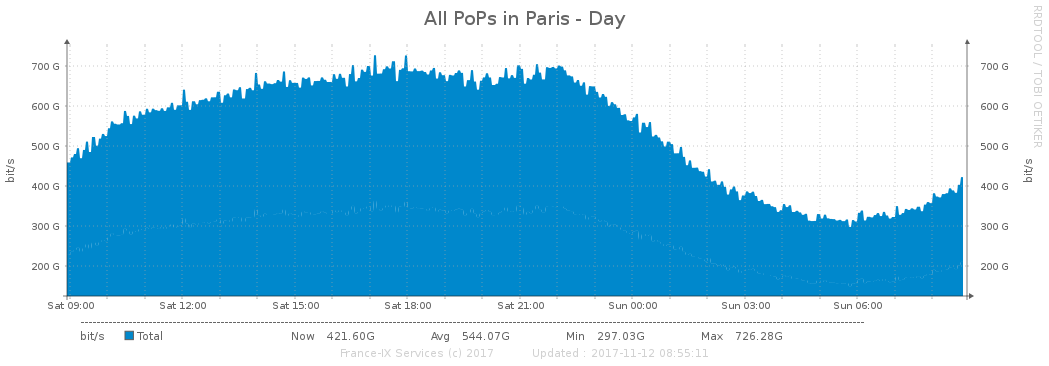 All PoPs in Paris - Day
RRDTOOL / TOBI OETIKER
bit/s
bit/s
700 G 700 G
600 G 600 G
500 G 500 G
400 G 400 G
300 G 300 G
200 G 200 G
Sat 09:00 Sat 12:00 Sat 15:00 Sat 18:00 Sat 21:00 Sun 00:00 Sun 03:00 Sun 06:00
bit/s Total Now 421.60G Avg 544.07G Min 297.03G Max 726.28G
France-IX Services (c) 2017 Updated : 2017-11-12 08:55:11